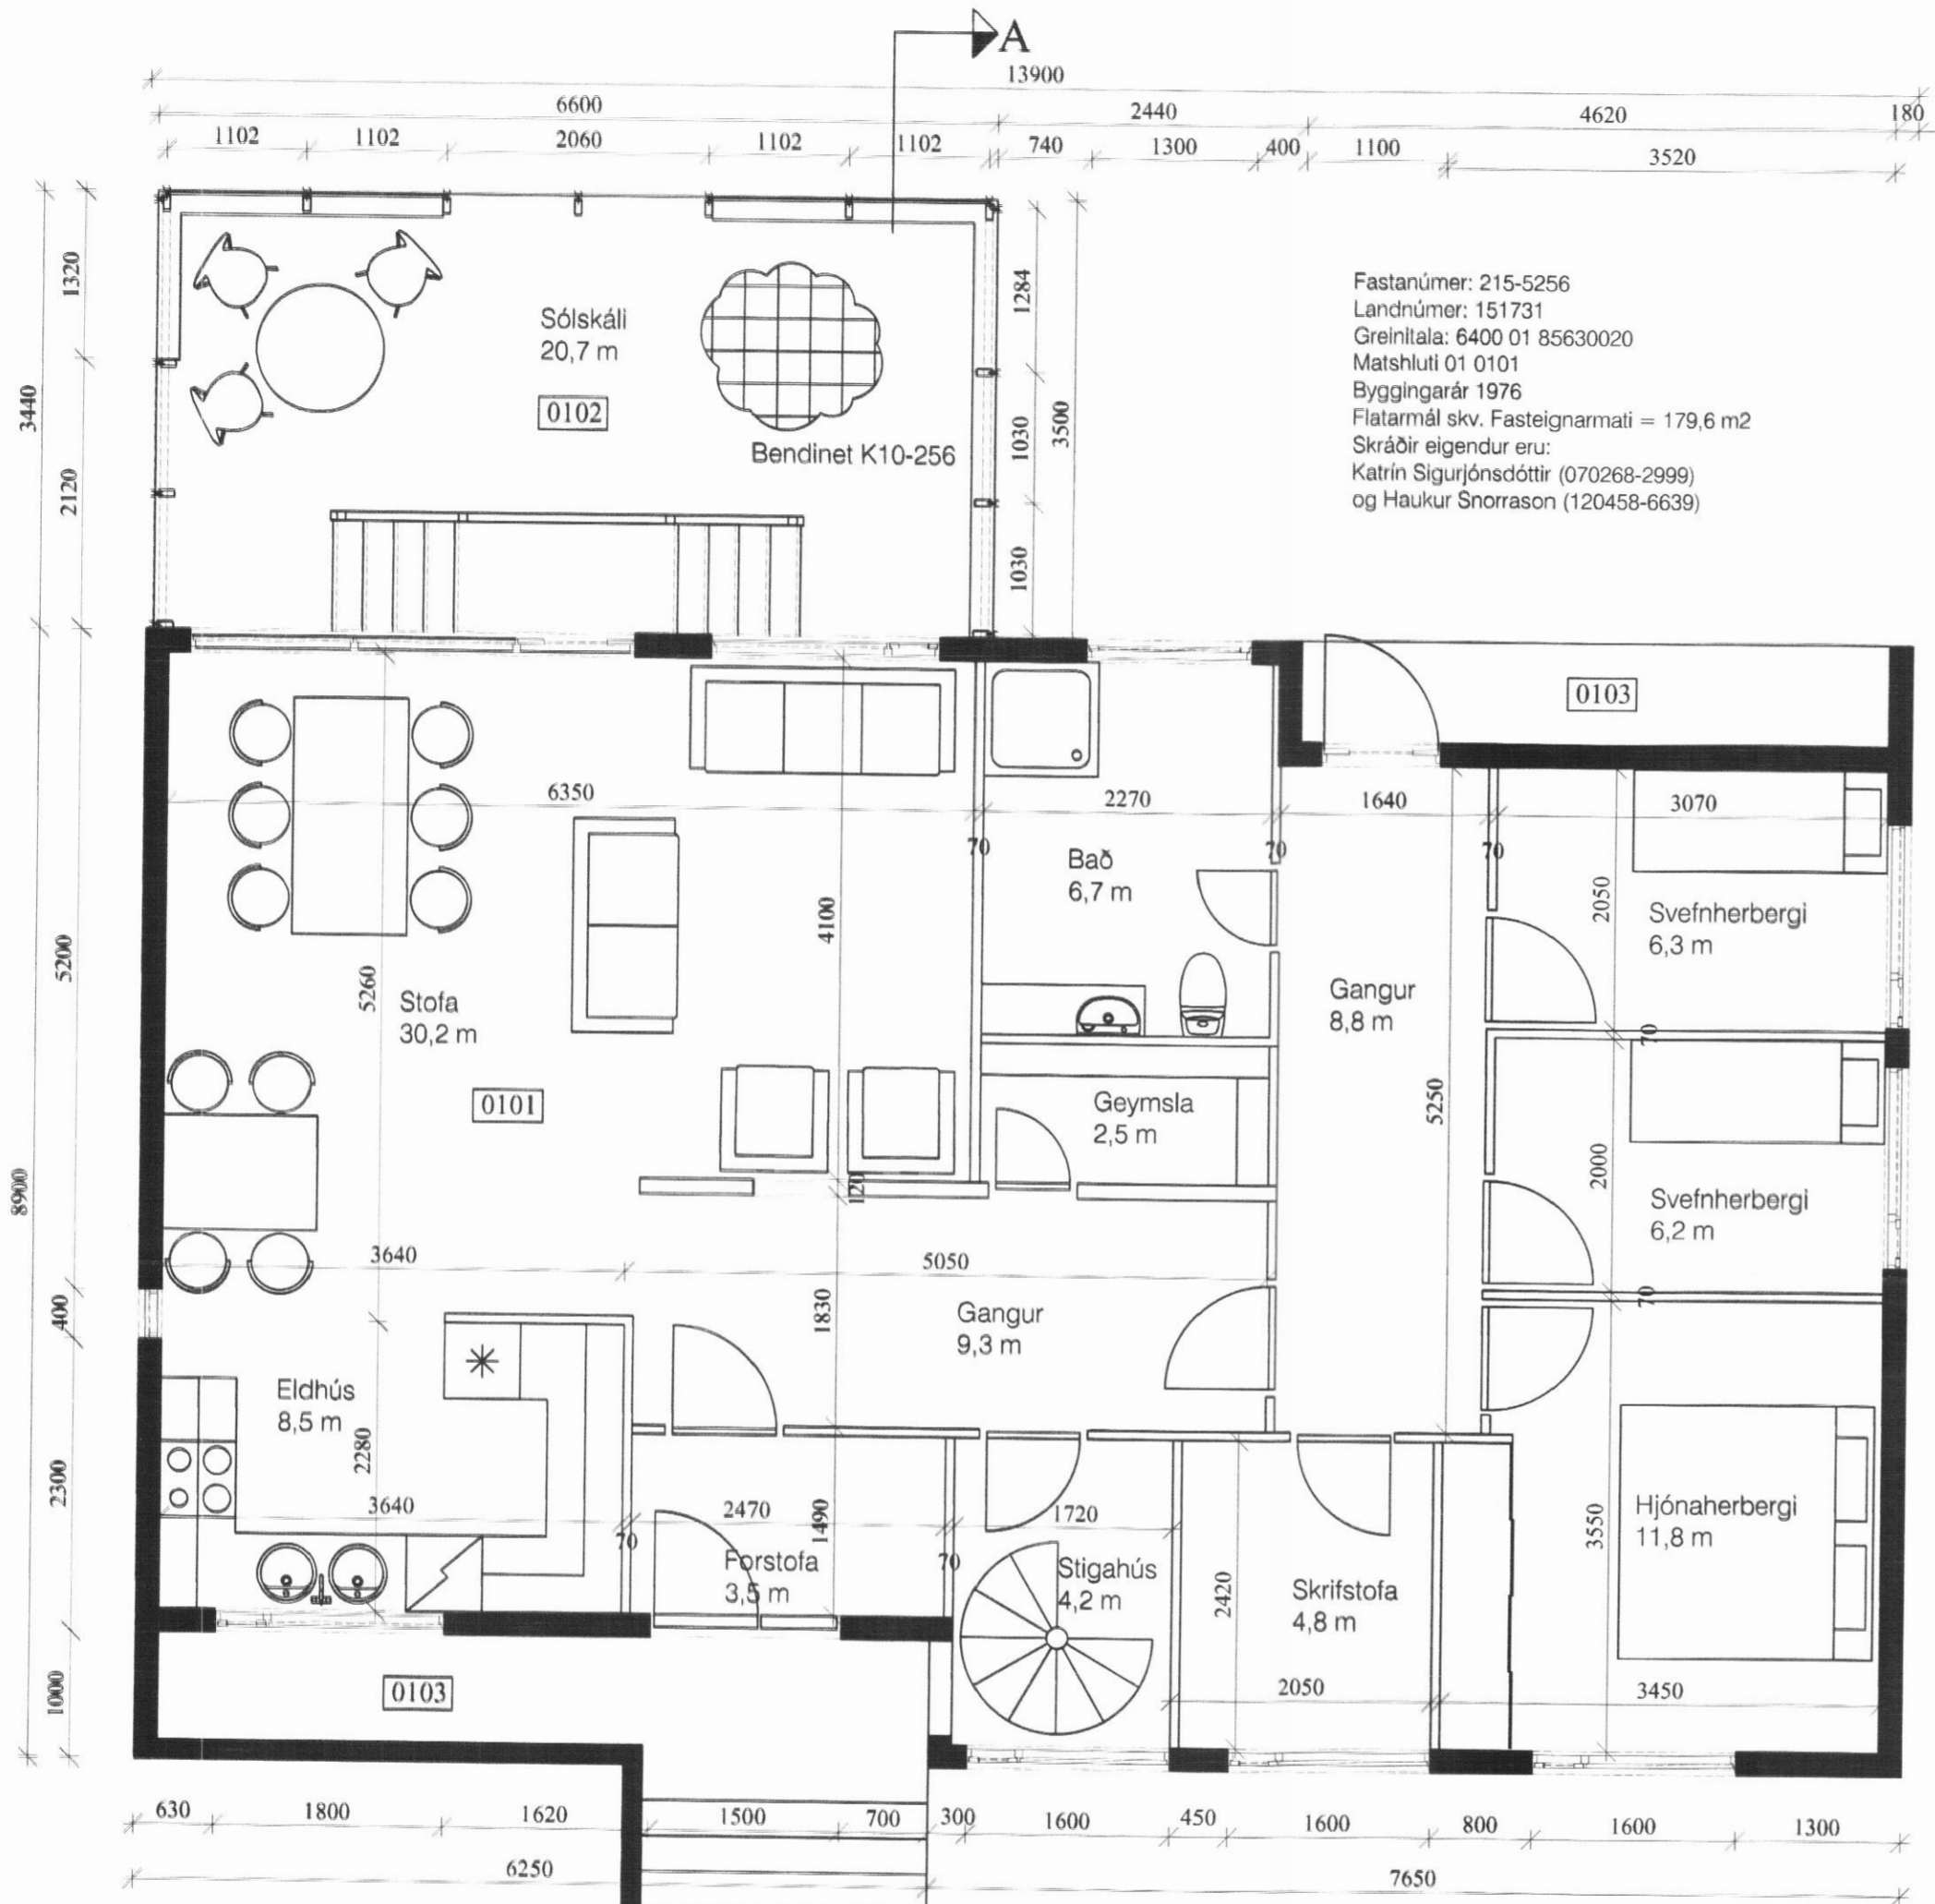 A
13900
6600 2440 4620 180
1102 1102 2060 1102 1102 740 1300 400 1100 3520
Fastanúmer: 215-5256
Landnúmer: 151731
Greinitala: 6400 01 85630020
Matshluti 01 0101
Byggingarár 1976
Flatarmál skv. Fasteignarmati = 179,6 m2
Skráðir eigendur eru:
Katrín Sigurjónsdóttir (070268-2999)
og Haukur Snorrason (120458-6639)
1320
3440
2120
1284
1030
3500
1030
Sólskáli
20,7 m
0102
Bendinet K10-256
0103
6350 2270 1640 3070
70 70 70
Bað
6,7 m
4100
2050
Svefnherbergi
6,3 m
5200
5260
Stofa
30,2 m
Gangur
8,8 m
70
0101
Geymsla
2,5 m
5250
2000
8900
120
Svefnherbergi
6,2 m
3640 5050
400
1830
Gangur
9,3 m
70
Eldhús
8,5 m
2280
2300
3640 2470 1490 1720
70 70
Forstofa
3,5 m
Stigahús
4,2 m
2420
Skrifstofa
4,8 m
3550
Hjónaherbergi
11,8 m
1000
0103
2050 3450
630 1800 1620 1500 700 300 1600 450 1600 800 1600 1300
6250 7650